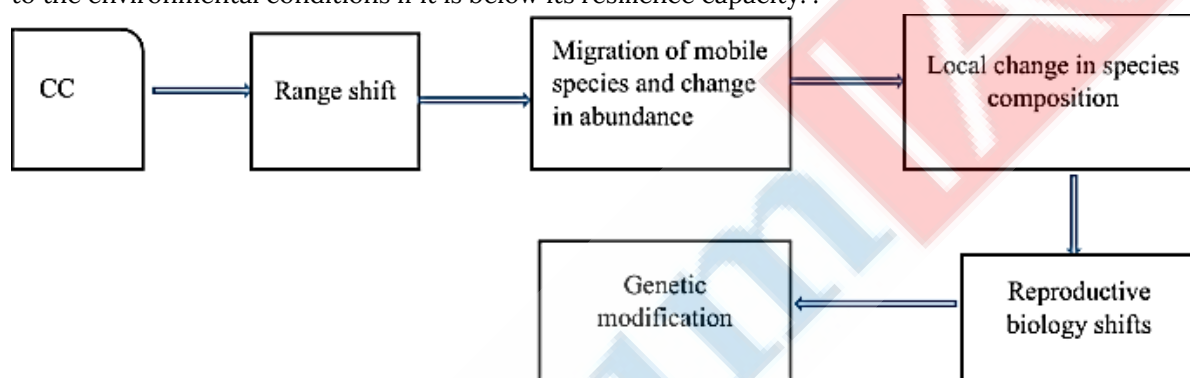 to the environmental conditions if it is below its resilience capacity. .
CC
Range shift
Migration of mobile
species and change
in abundance
Local change in species
composition
Reproductive
biology shifts
Genetic
modification